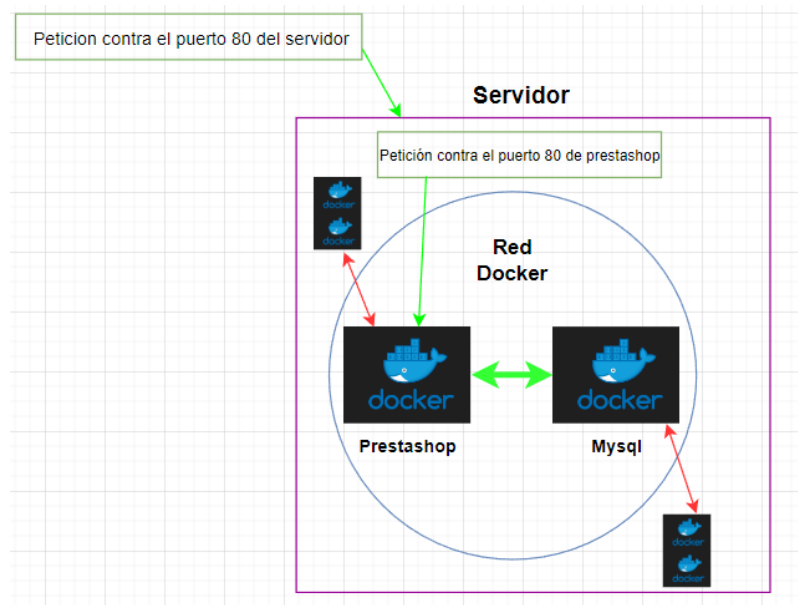 Peticion contra el puerto 80 del servidor
Servidor
Petición contra el puerto 80 de prestashop
docker
docker
Red
Docker
docker
docker
Prestashop
Mysql
docker
docker